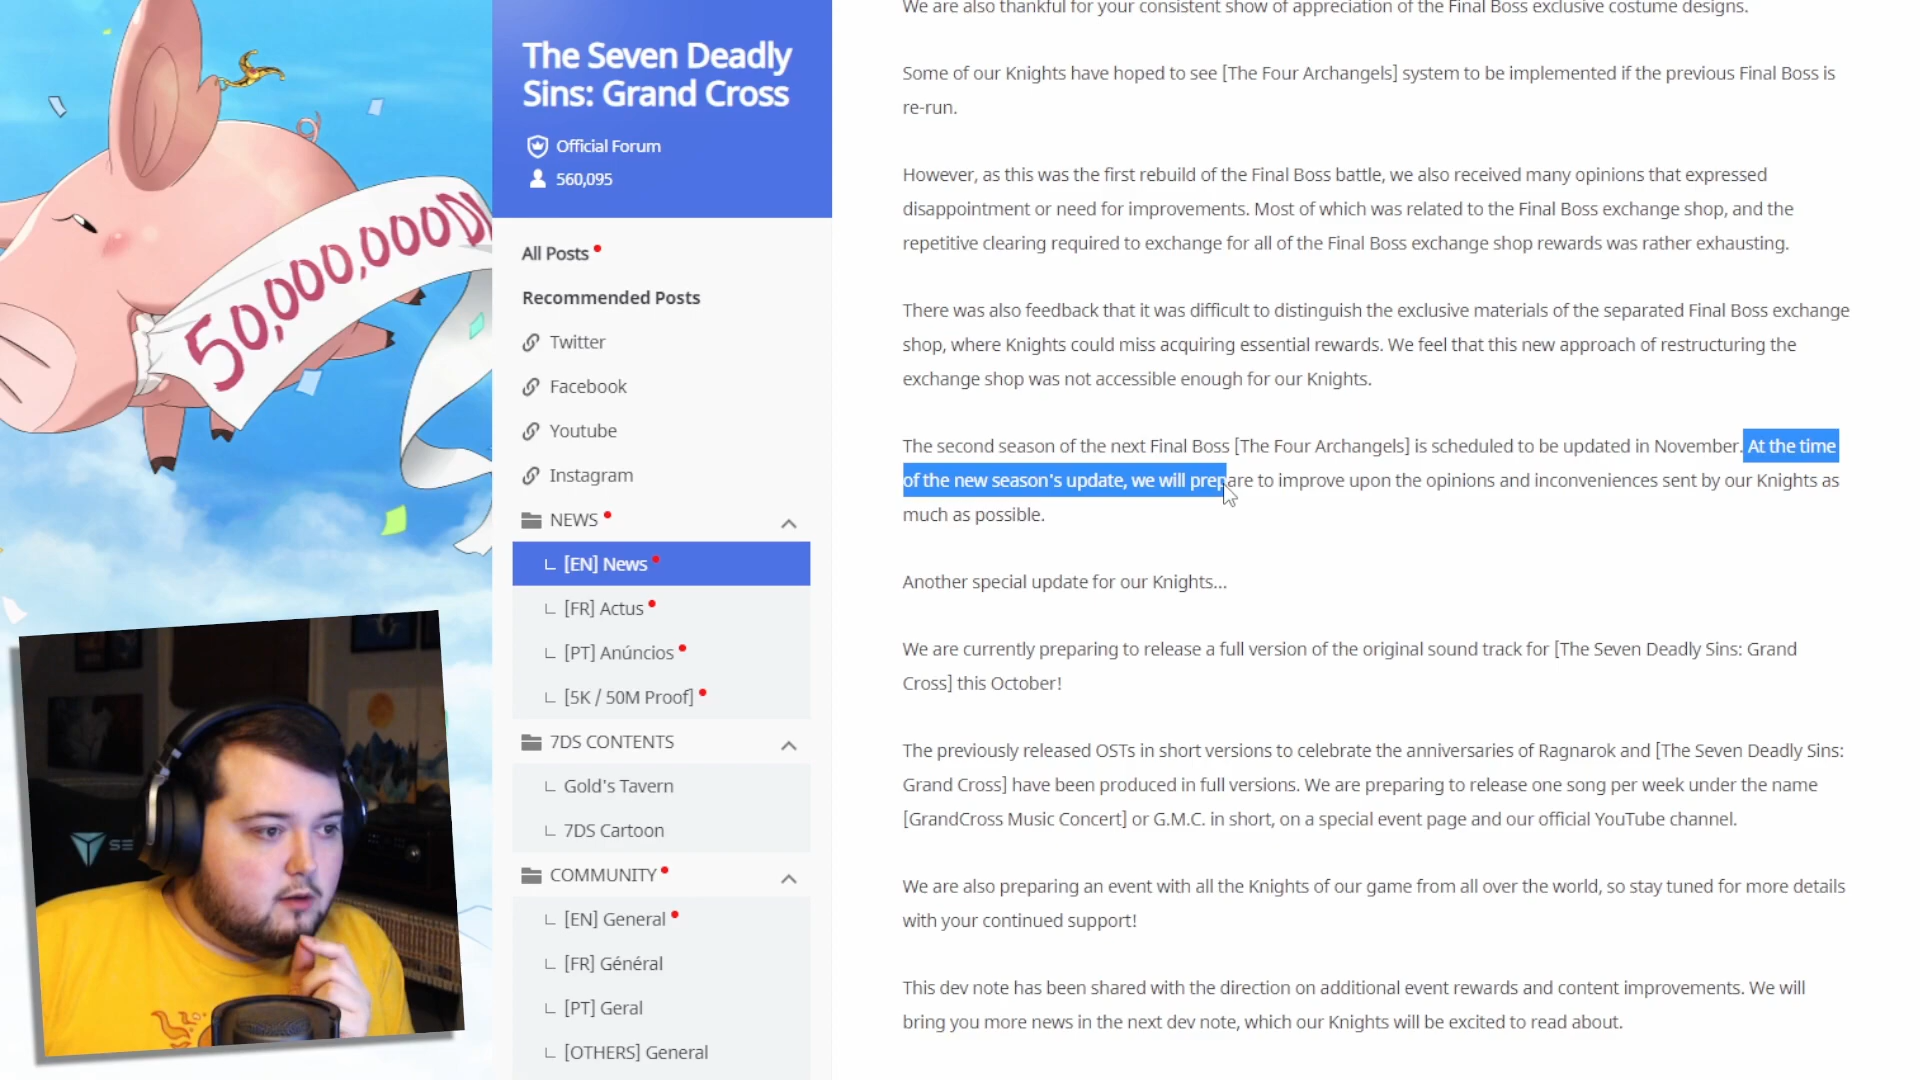 50,000,000
The Seven Deadly
Sins: Grand Cross
Official Forum
560,095
All Posts
Recommended Posts
Twitter
Facebook
Youtube
Instagram
NEWS
[EN] News
[FR] Actus
[PT] Anúncios
[5K / 50M Proof]
7DS CONTENTS
Gold's Tavern
7DS Cartoon
COMMUNITY
[EN] General
[FR] Général
[PT] Geral
[OTHERS] General
We are also thankful for your consistent show of appreciation of the Final Boss exclusive costume designs.
Some of our Knights have hoped to see [The Four Archangels] system to be implemented if the previous Final Boss is
re-run.
However, as this was the first rebuild of the Final Boss battle, we also received many opinions that expressed
disappointment or need for improvements. Most of which was related to the Final Boss exchange shop, and the
repetitive clearing required to exchange for all of the Final Boss exchange shop rewards was rather exhausting.
There was also feedback that it was difficult to distinguish the exclusive materials of the separated Final Boss exchange
shop, where Knights could miss acquiring essential rewards. We feel that this new approach of restructuring the
exchange shop was not accessible enough for our Knights.
The second season of the next Final Boss [The Four Archangels] is scheduled to be updated in November. At the time
of the new season's update, we will prepare to improve upon the opinions and inconveniences sent by our Knights as
much as possible.
Another special update for our Knights...
We are currently preparing to release a full version of the original sound track for [The Seven Deadly Sins: Grand
Cross] this October!
The previously released OSTs in short versions to celebrate the anniversaries of Ragnarok and [The Seven Deadly Sins:
Grand Cross] have been produced in full versions. We are preparing to release one song per week under the name
[GrandCross Music Concert] or G.M.C. in short, on a special event page and our official YouTube channel.
We are also preparing an event with all the Knights of our game from all over the world, so stay tuned for more details
with your continued support!
This dev note has been shared with the direction on additional event rewards and content improvements. We will
bring you more news in the next dev note, which our Knights will be excited to read about.